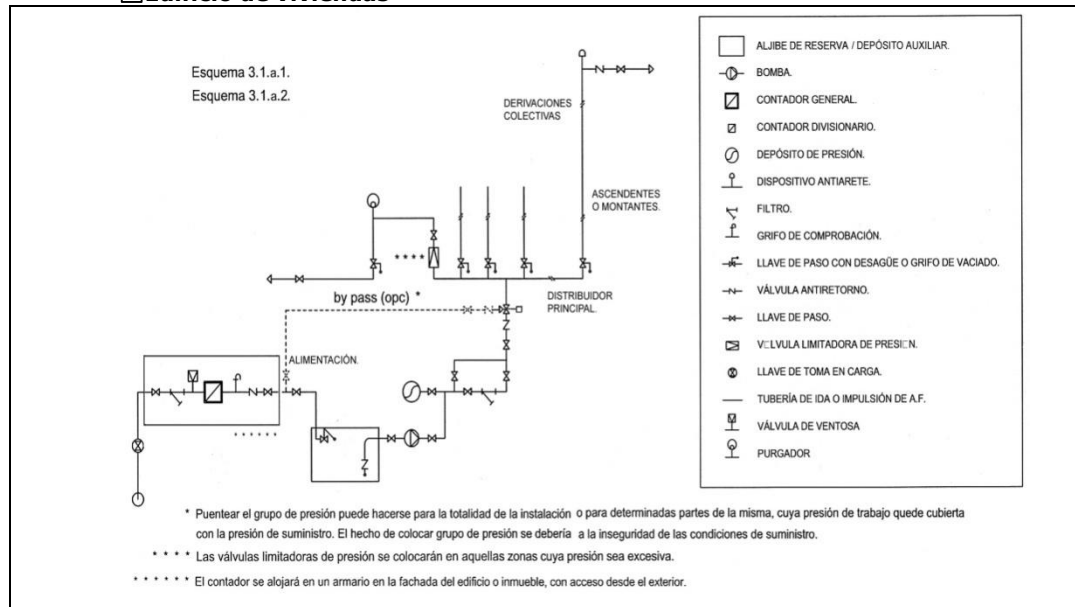 Edificio de viviendas
Esquema 3.1.a.1.
Esquema 3.1.a.2.
DERIVACIONES
COLECTIVAS
ASCENDENTES
O MONTANTES.
DISTRIBUIDOR
PRINCIPAL.
* * * *
by pass (opc) *
ALIMENTACIÓN.
* * * * * *
ALJIBE DE RESERVA / DEPÓSITO AUXILIAR.
BOMBA.
CONTADOR GENERAL.
CONTADOR DIVISIONARIO.
DEPÓSITO DE PRESIÓN.
DISPOSITIVO ANTIARETE.
FILTRO.
GRIFO DE COMPROBACIÓN.
LLAVE DE PASO CON DESAGÜE O GRIFO DE VACIADO.
VÁLVULA ANTIRETORNO.
LLAVE DE PASO.
V□LVULA LIMITADORA DE PRESI□N.
LLAVE DE TOMA EN CARGA.
TUBERÍA DE IDA O IMPULSIÓN DE A.F.
VÁLVULA DE VENTOSA
PURGADOR
* Puentear el grupo de presión puede hacerse para la totalidad de la instalación o para determinadas partes de la misma, cuya presión de trabajo quede cubierta
con la presión de suministro. El hecho de colocar grupo de presión se debería a la inseguridad de las condiciones de suministro.
* * * * Las válvulas limitadoras de presión se colocarán en aquellas zonas cuya presión sea excesiva.
* * * * * * El contador se alojará en un armario en la fachada del edificio o inmueble, con acceso desde el exterior.